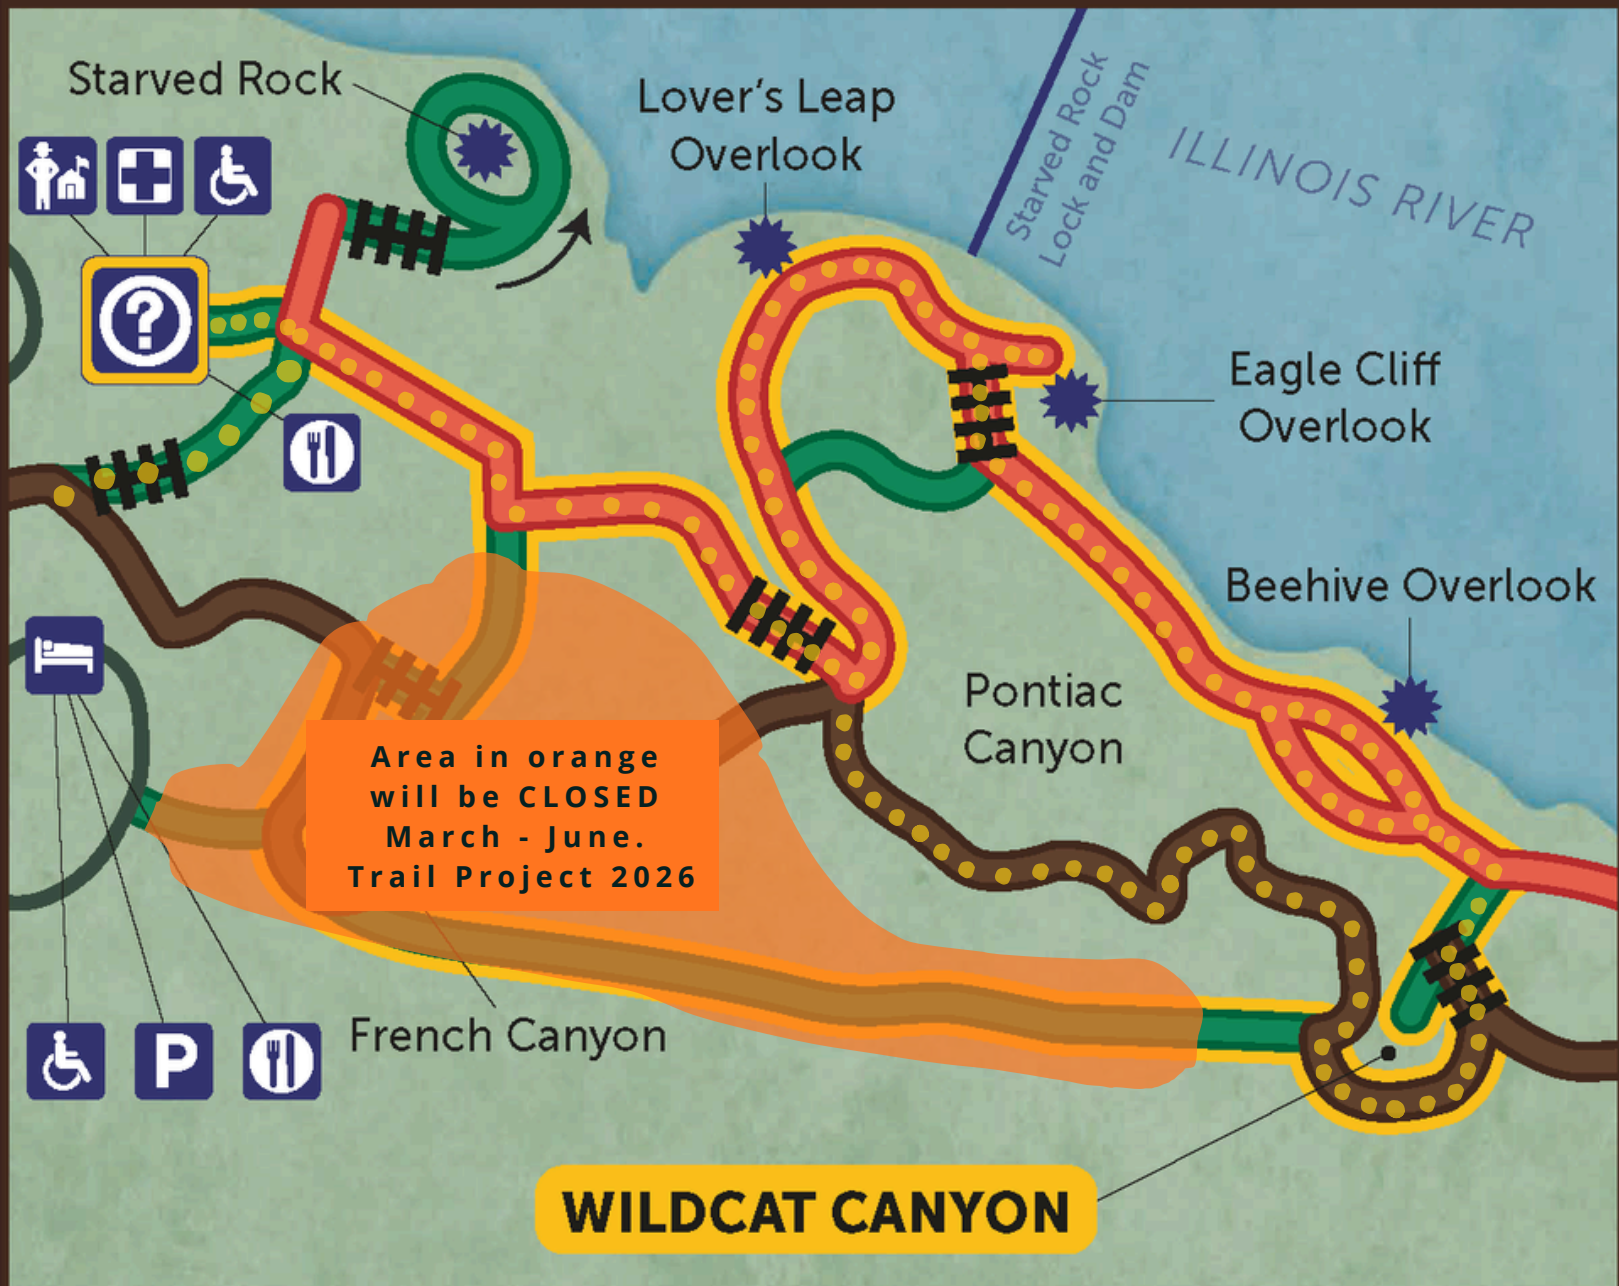 Starved Rock
Lover's Leap
Overlook
Starved Rock
Lock and Dam
ILLINOIS RIVER
?
Eagle Cliff
Overlook
Beehive Overlook
Pontiac
Canyon
Area in orange
will be CLOSED
March - June.
Trail Project 2026
French Canyon
P
WILDCAT CANYON